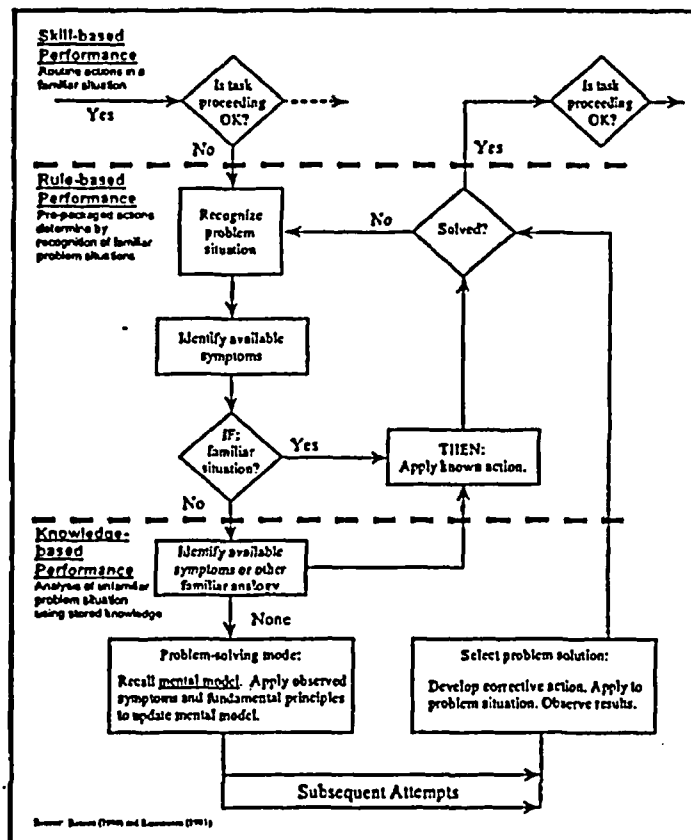 Skill-based
Performance
Routine actions in a
familiar situation
Yes
Is task
proceeding
OK?
No
Is task
proceeding
OK?
Yes
Rule-based
Performance
Pre-packaged actions
determine by
recognition of familiar
problem situations
Recognize
problem
situation
No
Solved?
Identify available
symptoms
IF:
familiar
situation?
Yes
THEN:
Apply known action.
No
Knowledge-
based
Performance
Analysis of unfamiliar
problem situation
using stored knowledge
Identify available
symptoms or other
familiar analogy
None
Problem-solving mode:
Recall mental model. Apply observed
symptoms and fundamental principles
to update mental model.
Select problem solution:
Develop corrective action. Apply to
problem situation. Observe results.
Subsequent Attempts
and